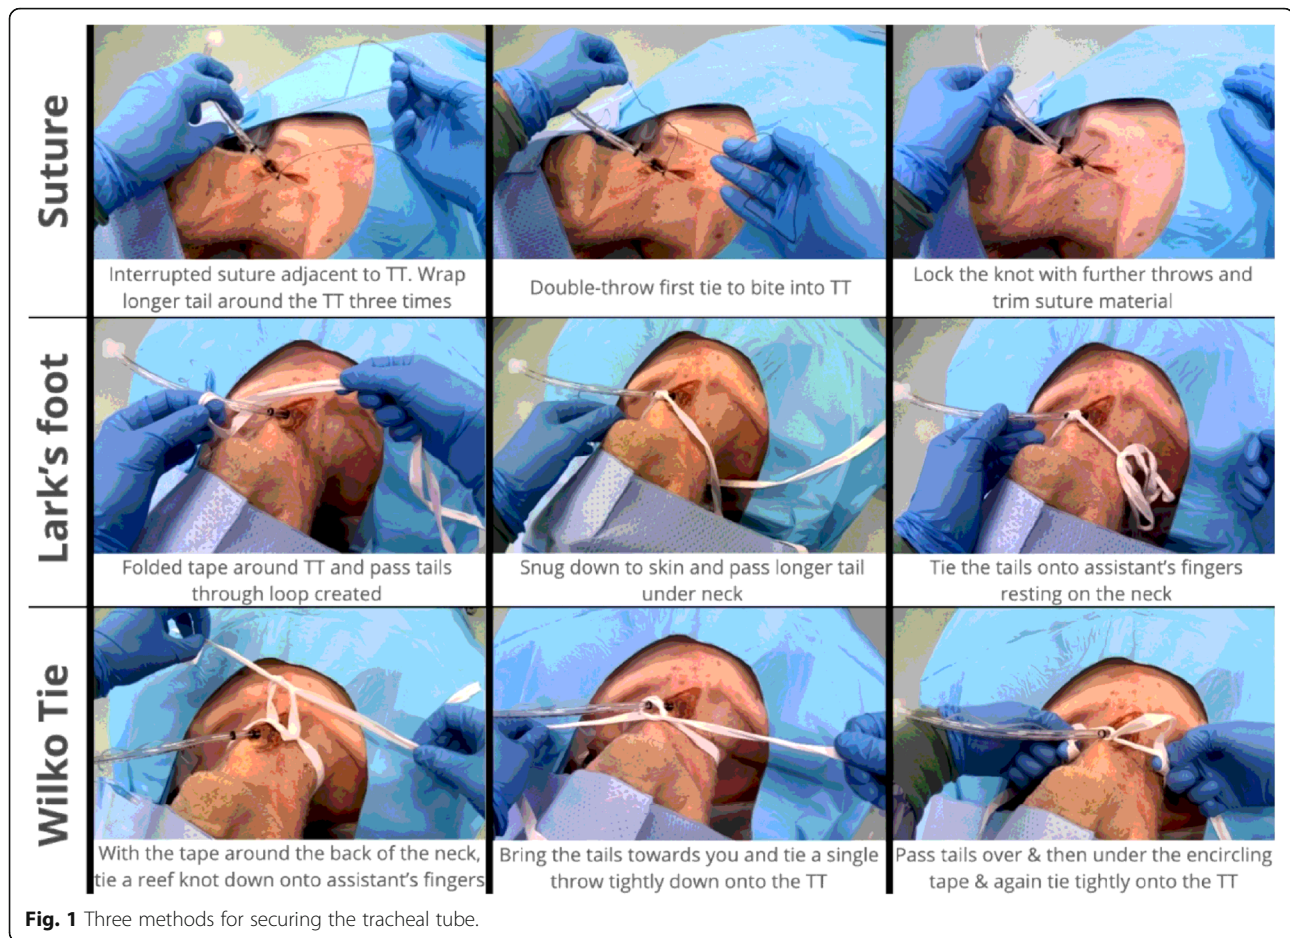 Suture
Interrupted suture adjacent to TT. Wrap
longer tail around the TT three times
Double-throw first tie to bite into TT
Lock the knot with further throws and
trim suture material
Lark's foot
Folded tape around TT and pass tails
through loop created
Snug down to skin and pass longer tail
under neck
Tie the tails onto assistant's fingers
resting on the neck
Wilko Tie
With the tape around the back of the neck,
tie a reef knot down onto assistant's fingers
Bring the tails towards you and tie a single
throw tightly down onto the TT
Pass tails over & then under the encircling
tape & again tie tightly onto the TT
Fig. 1 Three methods for securing the tracheal tube.